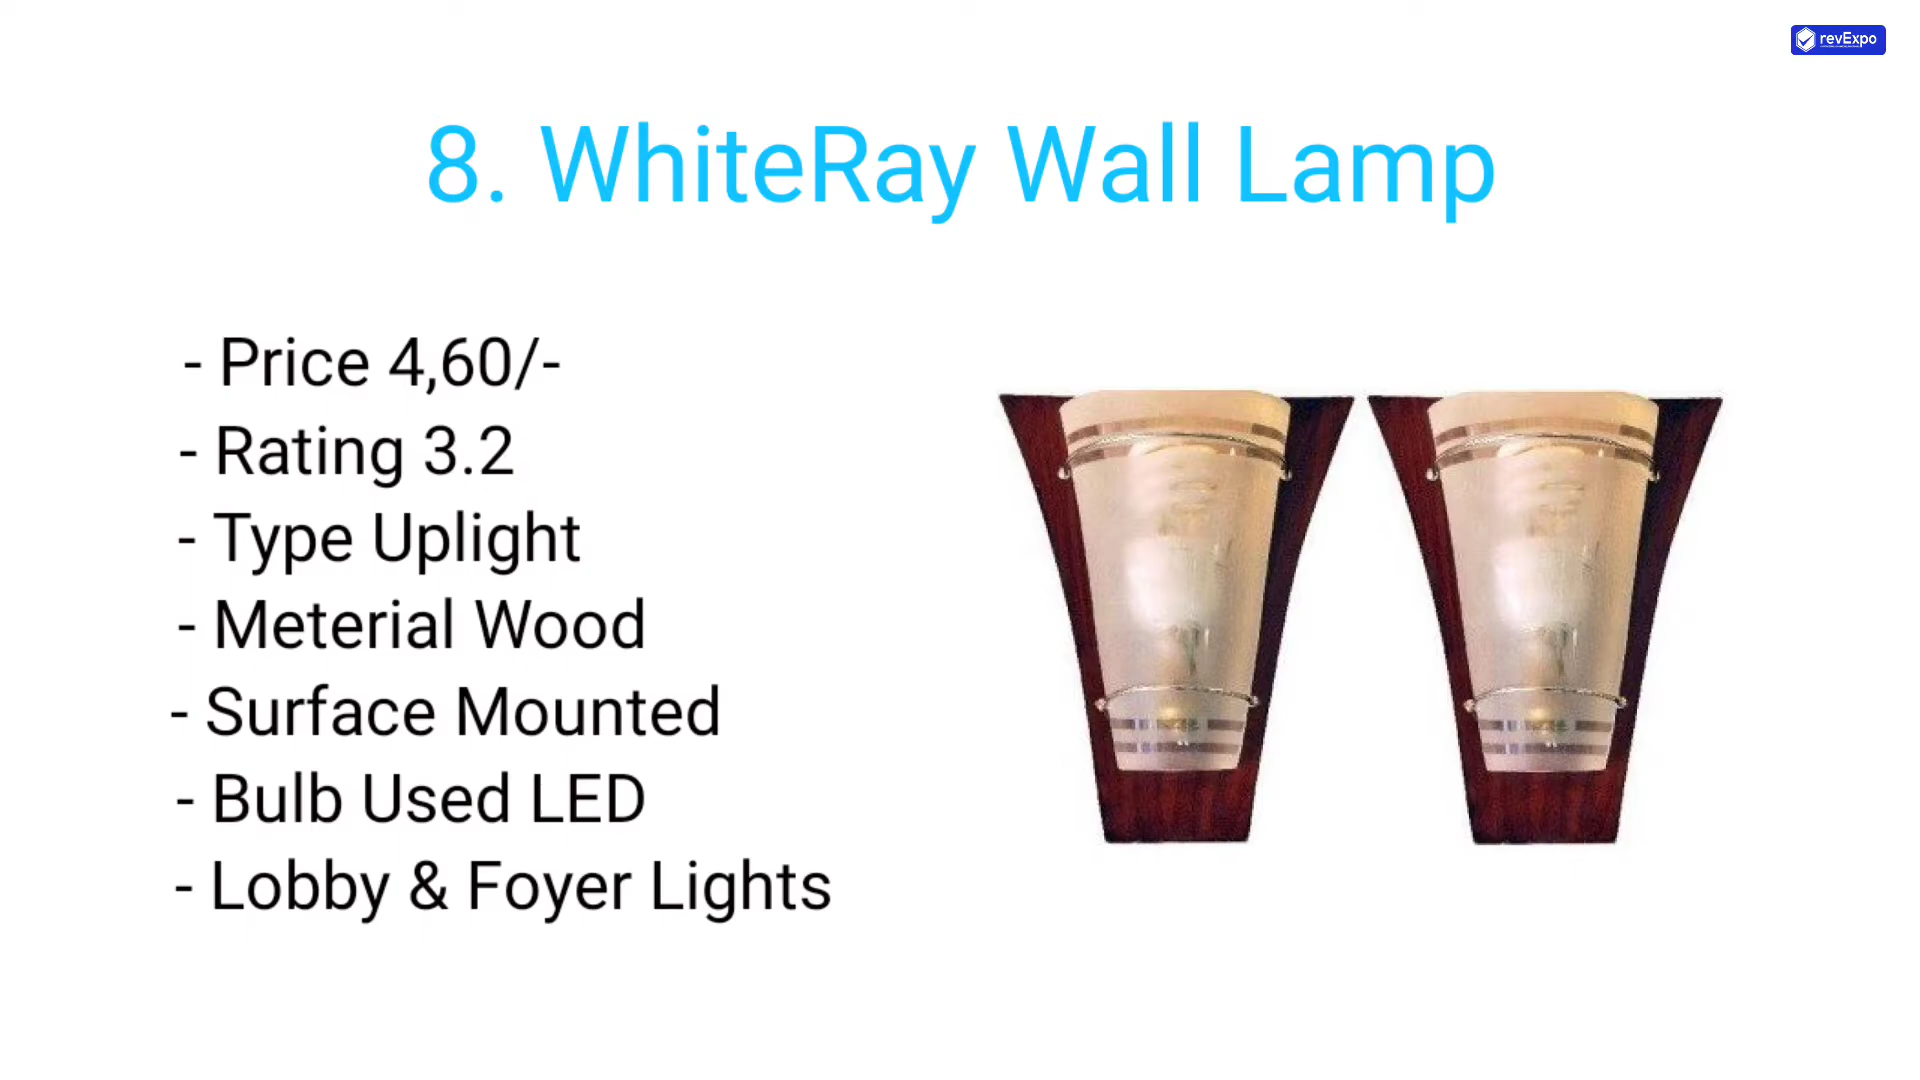 revExpo
8. WhiteRay Wall Lamp
- Price 4,60/-
- Rating 3.2
- Type Uplight
- Meterial Wood
- Surface Mounted
- Bulb Used LED
- Lobby & Foyer Lights